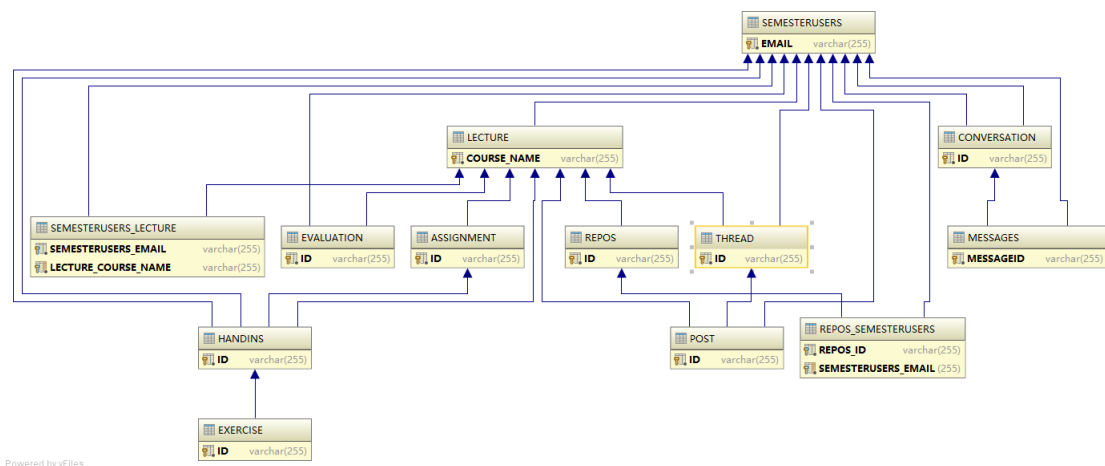 SEMESTERUSERS
EMAIL varchar(255)
LECTURE
COURSE_NAME varchar(255)
CONVERSATION
ID varchar(255)
SEMESTERUSERS_LECTURE
SEMESTERUSERS_EMAIL varchar(255)
LECTURE_COURSE_NAME varchar(255)
EVALUATION
ID varchar(255)
ASSIGNMENT
ID varchar(255)
REPOS
ID varchar(255)
THREAD
ID varchar(255)
MESSAGES
MESSAGEID varchar(255)
HANDINS
ID varchar(255)
POST
ID varchar(255)
REPOS_SEMESTERUSERS
REPOS_ID varchar(255)
SEMESTERUSERS_EMAIL (255)
EXERCISE
ID varchar(255)
Powered by yFiles